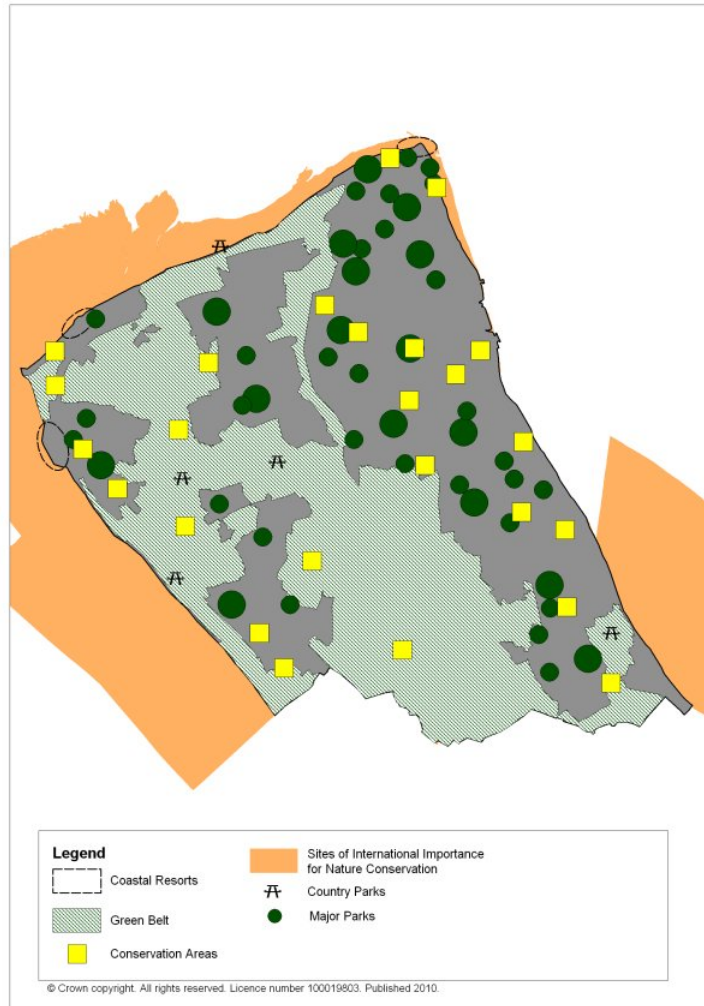 Legend
Coastal Resorts
Green Belt
Conservation Areas
Sites of International Importance
for Nature Conservation
Country Parks
Major Parks
© Crown copyright. All rights reserved. Licence number 100019803. Published 2010.